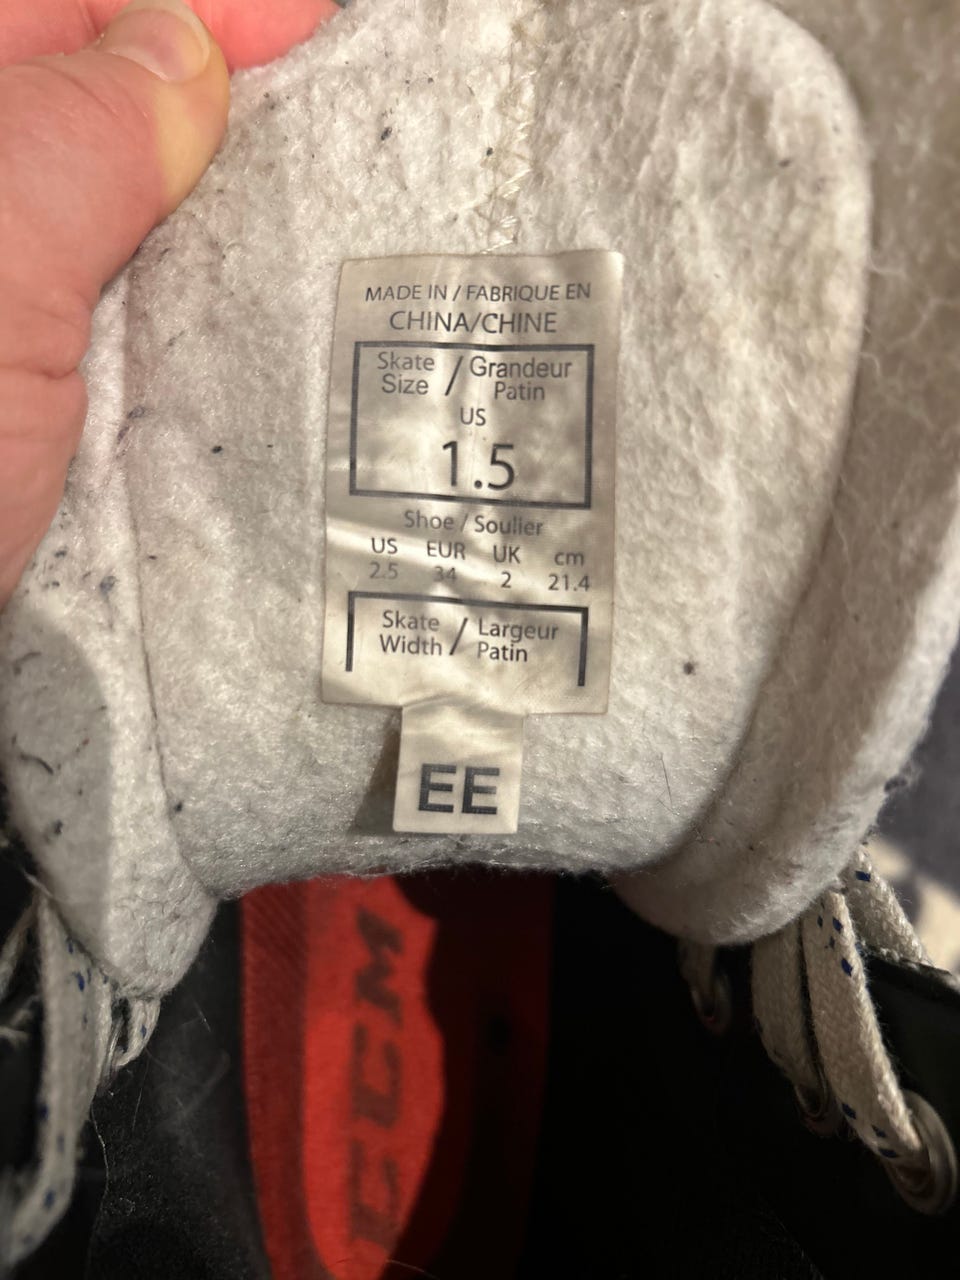 MADE IN / FABRIQUE EN
CHINA/CHINE
Skate Size / Grandeur Patin
US
1.5
Shoe / Soulier
US EUR UK cm
2.5 34 2 21.4
Skate Width / Largeur Patin
EE
CCM